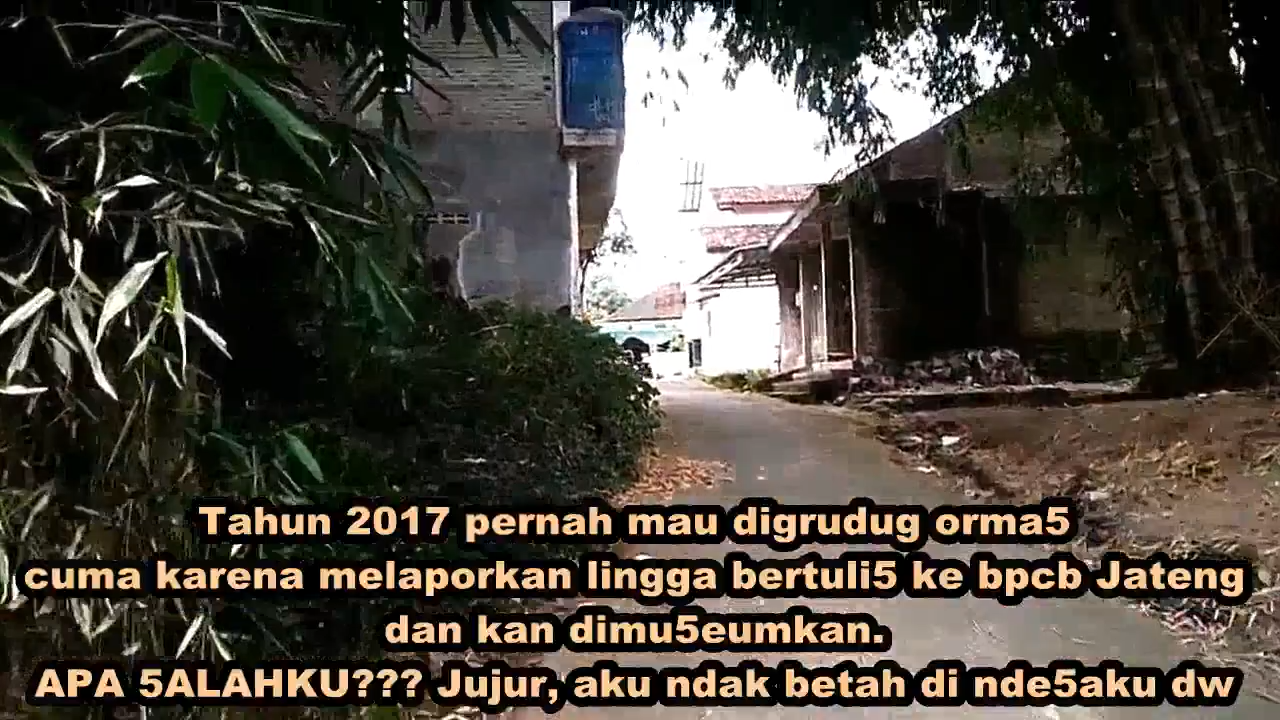 Tahun 2017 pernah mau digrudug orma5
cuma karena melaporkan lingga bertuli5 ke bpcb Jateng
dan kan dimu5eumkan.
APA 5ALAHKU??? Jujur, aku ndak betah di nde5aku dw